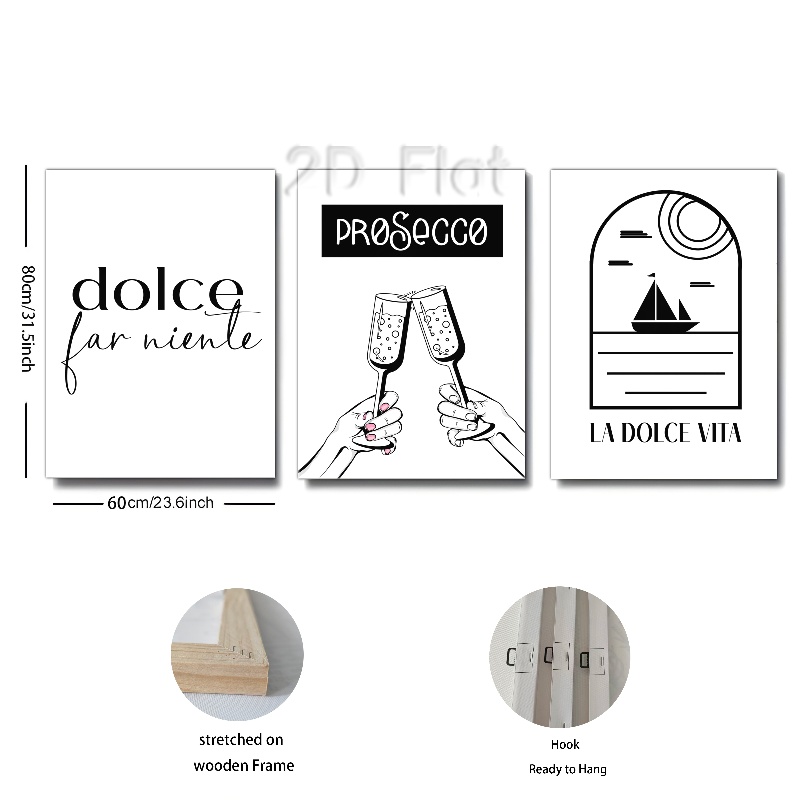 2D Flat
dolce
far niente
PROSECCO
LA DOLCE VITA
80cm/31.5inch
60cm/23.6inch
stretched on
wooden Frame
Hook
Ready to Hang